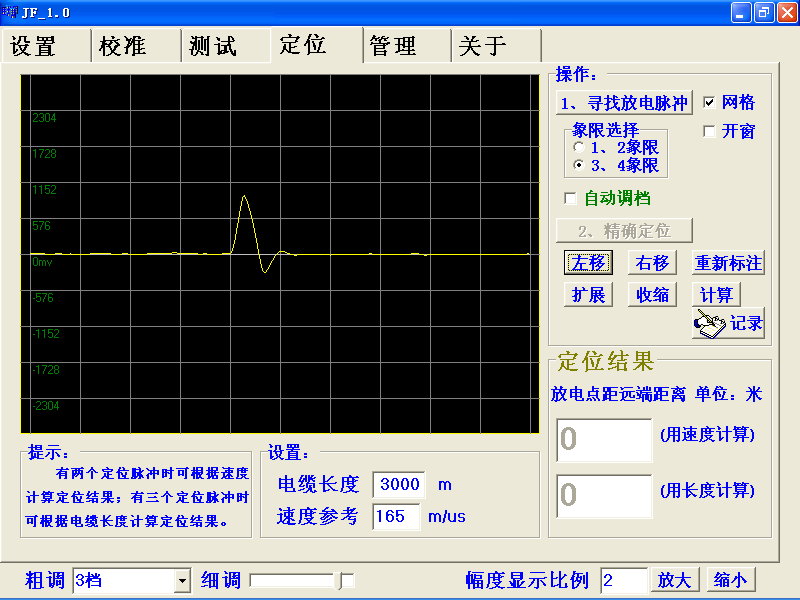 JF_1.0
设置 校准 测试 定位 管理 关于
2304
1728
1152
576
0mv
-576
-1152
-1728
-2304
操作：
1、寻找放电脉冲 网格
象限选择 开窗
1、2象限
3、4象限
自动调档
2、精确定位
左移 右移 重新标注
扩展 收缩 计算
记录
定位结果
放电点距远端距离 单位：米
0 (用速度计算)
0 (用长度计算)
提示：
有两个定位脉冲时可根据速度
计算定位结果；有三个定位脉冲时
可根据电缆长度计算定位结果。
设置：
电缆长度 3000 m
速度参考 165 m/us
粗调 3档 细调 幅度显示比例 2 放大 缩小